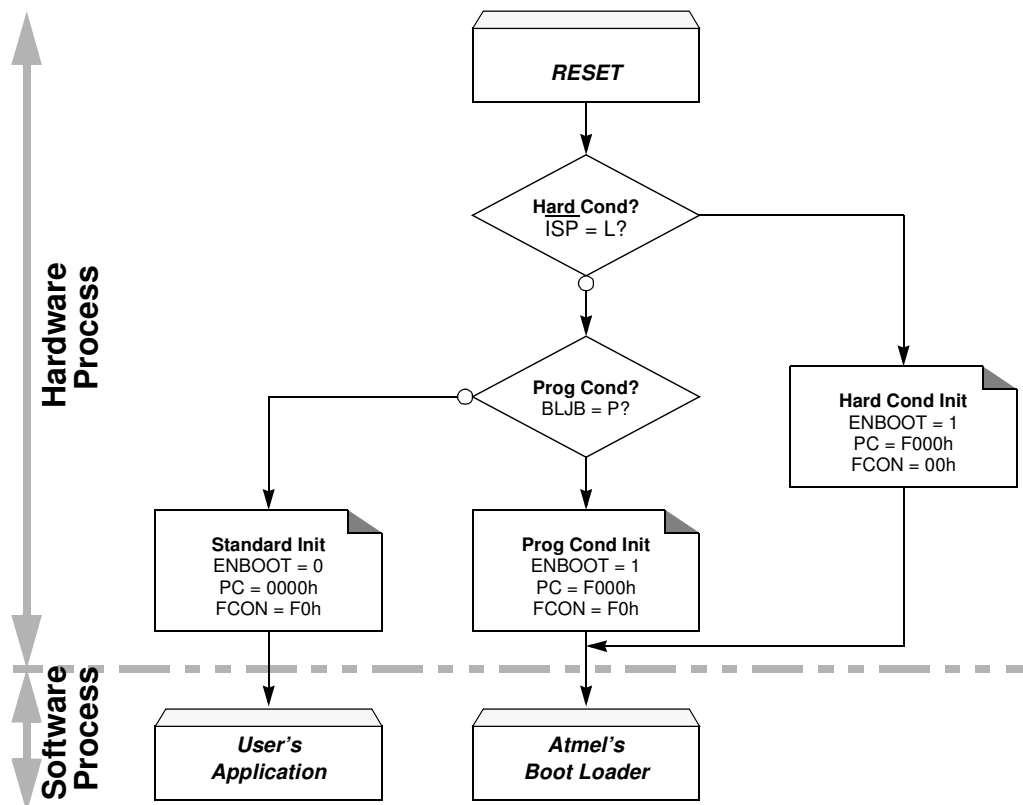 RESET
Hard Cond?
ISP = L?
Prog Cond?
BLJB = P?
Hard Cond Init
ENBOOT = 1
PC = F000h
FCON = 00h
Standard Init
ENBOOT = 0
PC = 0000h
FCON = F0h
Prog Cond Init
ENBOOT = 1
PC = F000h
FCON = F0h
User's
Application
Atmel's
Boot Loader
Hardware
Process
Software
Process